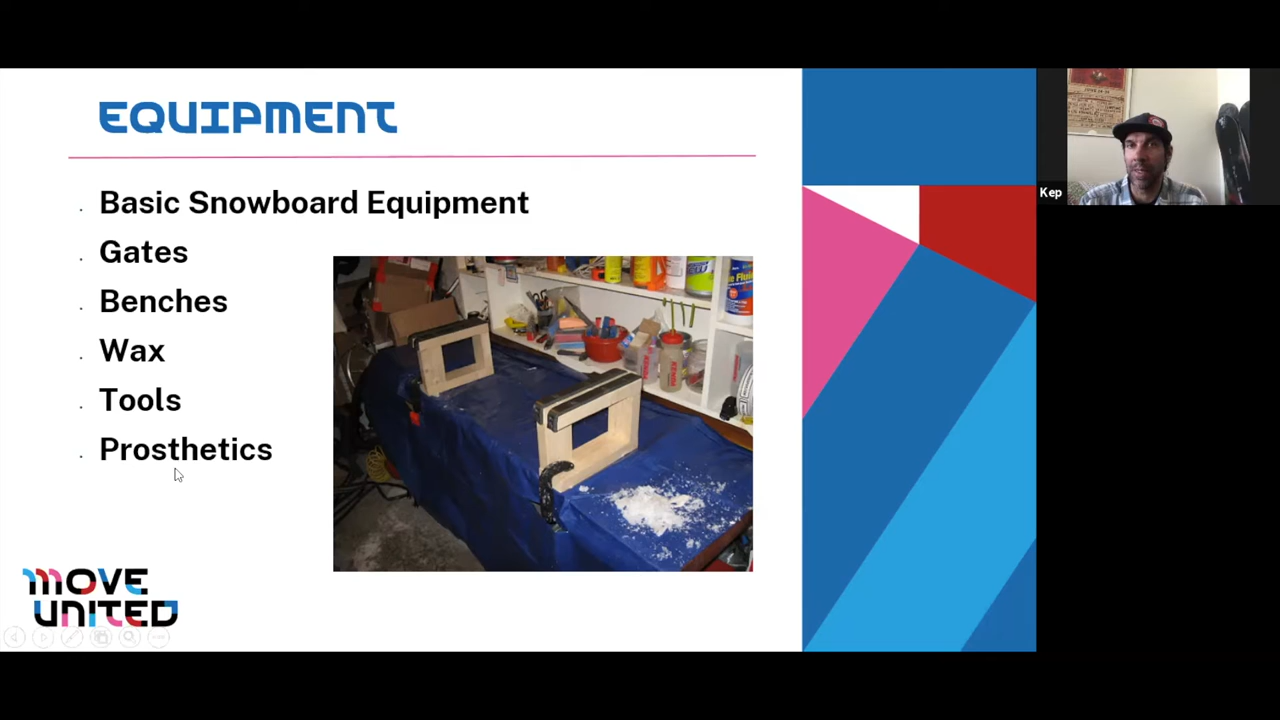 EQUIPMENT
Basic Snowboard Equipment
Gates
Benches
Wax
Tools
Prosthetics
MOVE
UNITED
Kep